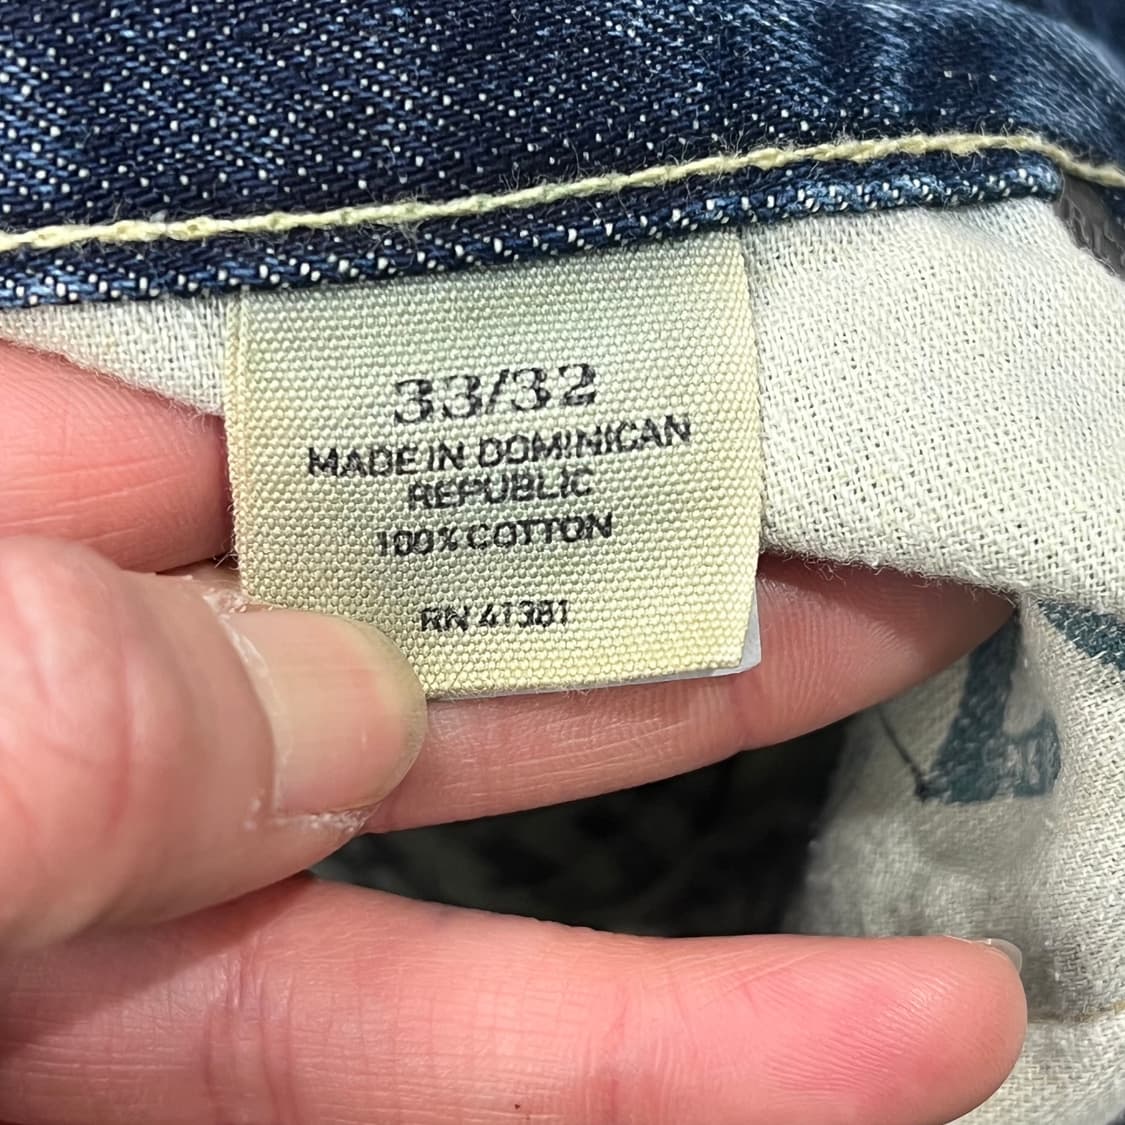 33/32
MADE IN DOMINICAN
REPUBLIC
100% COTTON
RN 41381